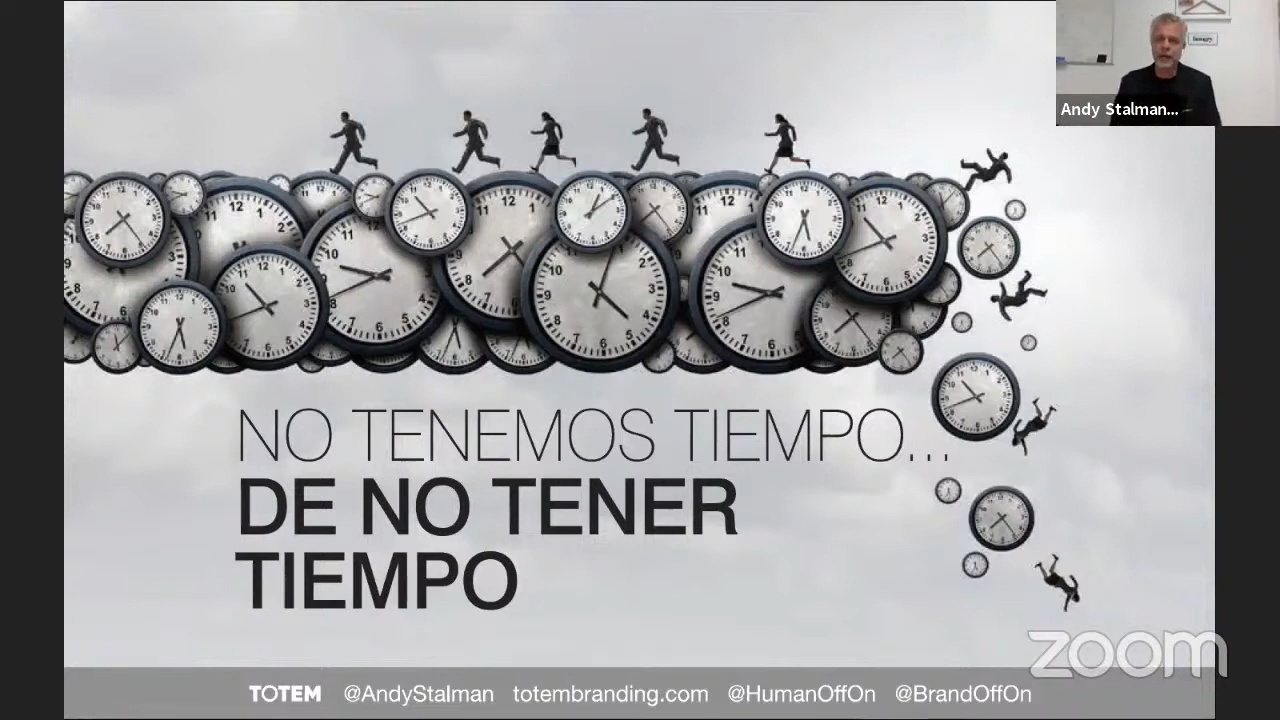 Andy Stalman...
NO TENEMOS TIEMPO...
DE NO TENER
TIEMPO
zoom
TOTEM @AndyStalman totembranding.com @HumanOffOn @BrandOffOn